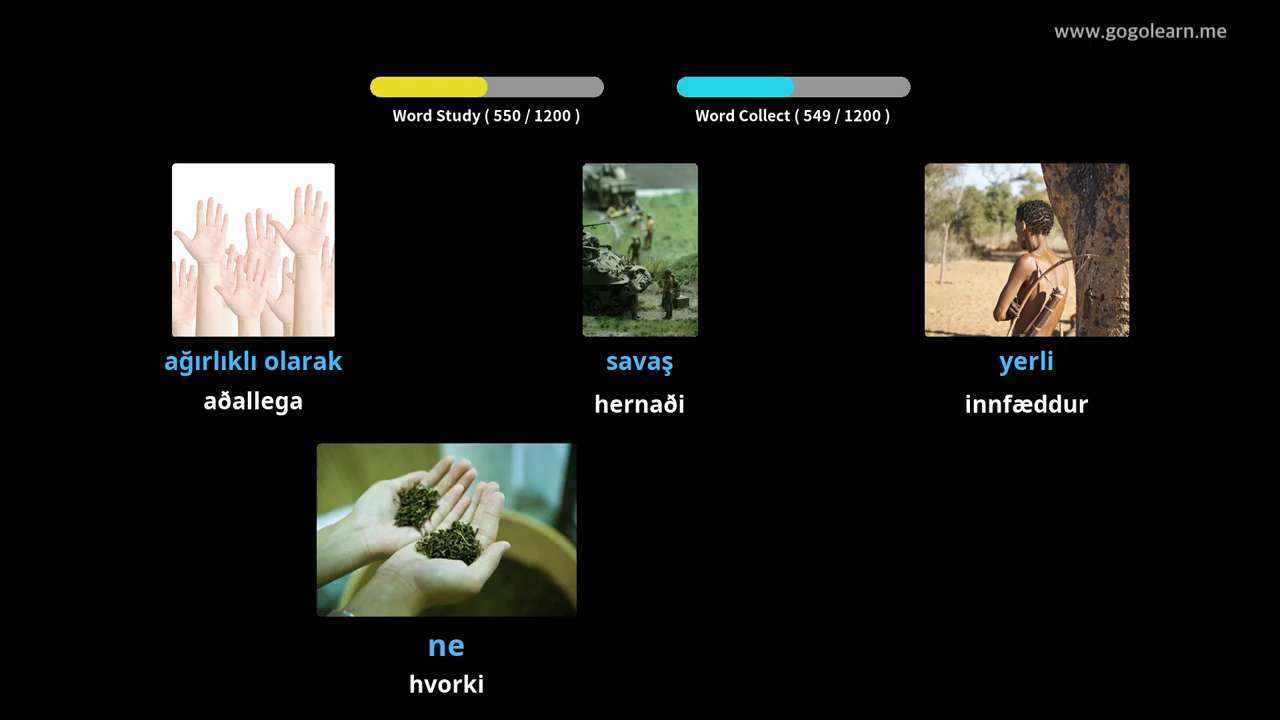 www.gogolearn.me
Word Study ( 550 / 1200 )
Word Collect ( 549 / 1200 )
ağırlıklı olarak
aðallega
savaş
hernaði
yerli
innfæddur
ne
hvorki